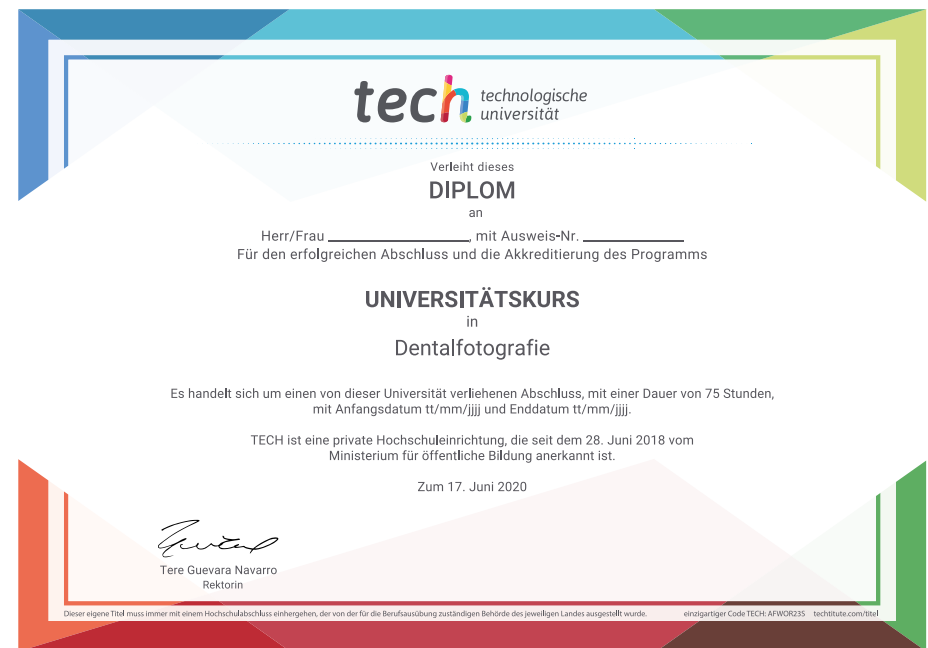 tech technologische
universität
Verleiht dieses
DIPLOM
an
Herr/Frau ____________, mit Ausweis-Nr. ____________
Für den erfolgreichen Abschluss und die Akkreditierung des Programms
UNIVERSITÄTSKURS
in
Dentalfotografie
Es handelt sich um einen von dieser Universität verliehenen Abschluss, mit einer Dauer von 75 Stunden,
mit Anfangsdatum tt/mm/jjjj und Enddatum tt/mm/jjjj.
TECH ist eine private Hochschuleinrichtung, die seit dem 28. Juni 2018 vom
Ministerium für öffentliche Bildung anerkannt ist.
Zum 17. Juni 2020
Tere Guevara Navarro
Rektorin
Dieser eigene Titel muss immer mit einem Hochschulabschluss einhergehen, der von der für die Berufsausübung zuständigen Behörde des jeweiligen Landes ausgestellt wurde. einzigartiger Code TECH: AFWOR23S techtitute.com/titel